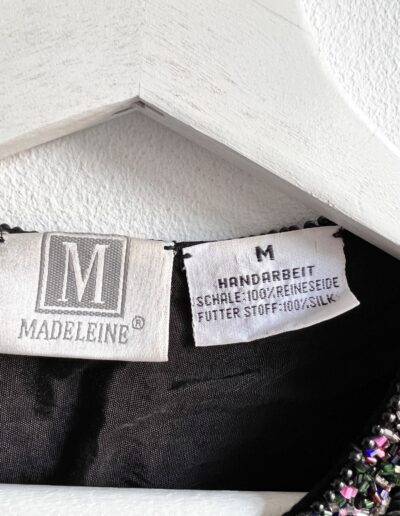 M
MADELEINE®
M
HANDARBEIT
SCHALE:100%REINESEIDE
FUTTER STOFF:100%SILK